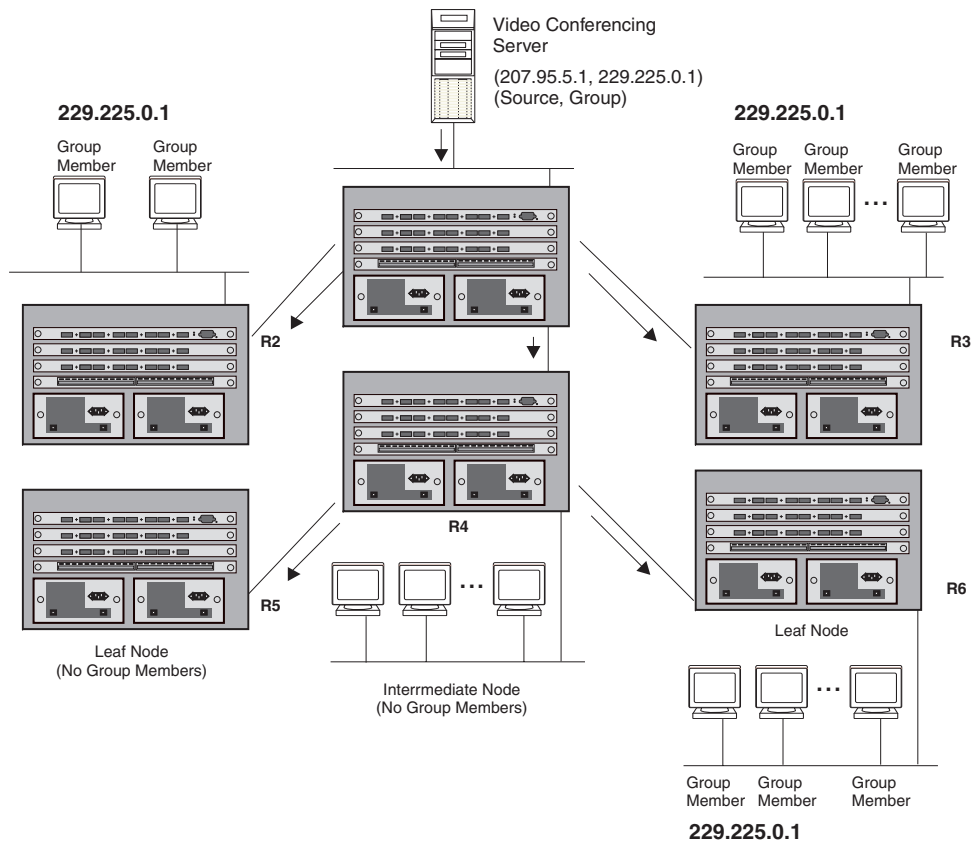 Video Conferencing
Server
(207.95.5.1, 229.225.0.1)
(Source, Group)
229.225.0.1
Group
Member
Group
Member
229.225.0.1
Group
Member
Group
Member
...
Group
Member
R2
R3
R4
R5
...
R6
Leaf Node
(No Group Members)
Interrmediate Node
(No Group Members)
Leaf Node
...
Group
Member
Group
Member
Group
Member
229.225.0.1